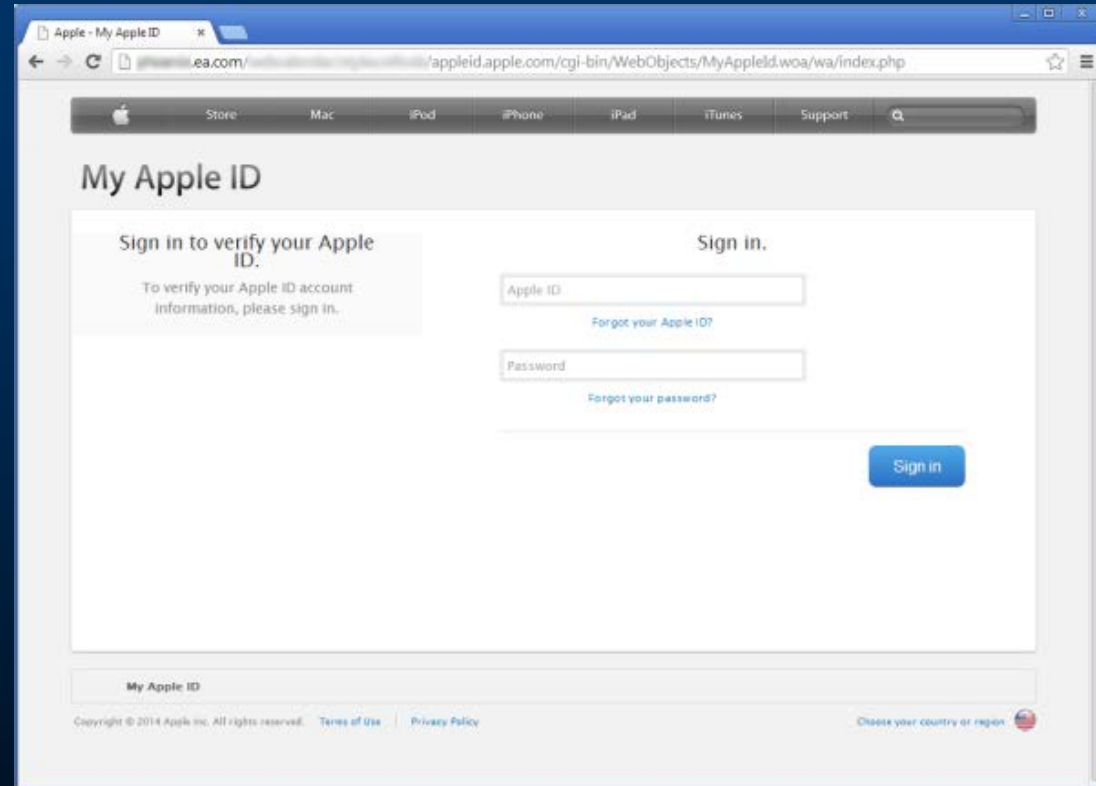 Apple - My Apple ID
.ea.com/ /appleid.apple.com/cgi-bin/WebObjects/MyAppleId.woa/wa/index.php
Store Mac iPod iPhone iPad iTunes Support
My Apple ID
Sign in to verify your Apple
ID.
To verify your Apple ID account
information, please sign in.
Sign in.
Apple ID
Forgot your Apple ID?
Password
Forgot your password?
Sign in
My Apple ID
Copyright © 2014 Apple Inc. All rights reserved. Terms of Use | Privacy Policy
Choose your country or region